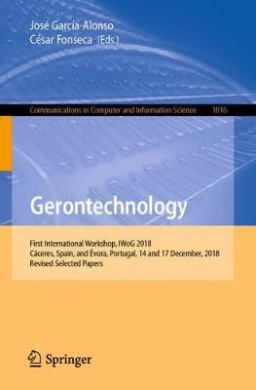 José García-Alonso
César Fonseca (Eds.)
Communications in Computer and Information Science 1016
Gerontechnology
First International Workshop, IWoG 2018
Cáceres, Spain, and Évora, Portugal, 14 and 17 December, 2018
Revised Selected Papers
Springer